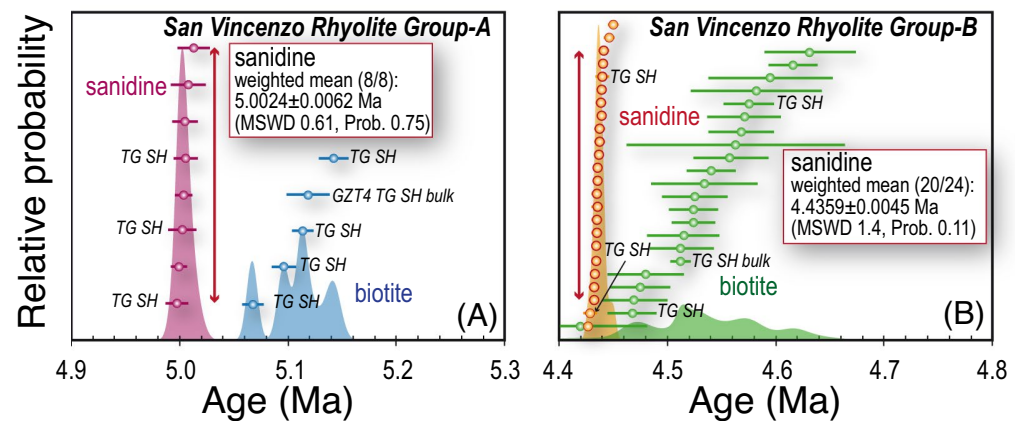 Relative probability
San Vincenzo Rhyolite Group-A
sanidine
sanidine
weighted mean (8/8):
5.0024±0.0062 Ma
(MSWD 0.61, Prob. 0.75)
TG SH
TG SH
GZT4 TG SH bulk
TG SH
TG SH
TG SH
TG SH
TG SH
biotite
(A)
4.9
5.0
5.1
5.2
5.3
Age (Ma)
San Vincenzo Rhyolite Group-B
TG SH
TG SH
sanidine
sanidine
weighted mean (20/24):
4.4359±0.0045 Ma
(MSWD 1.4, Prob. 0.11)
TG SH
TG SH bulk
biotite
TG SH
(B)
4.4
4.5
4.6
4.7
4.8
Age (Ma)